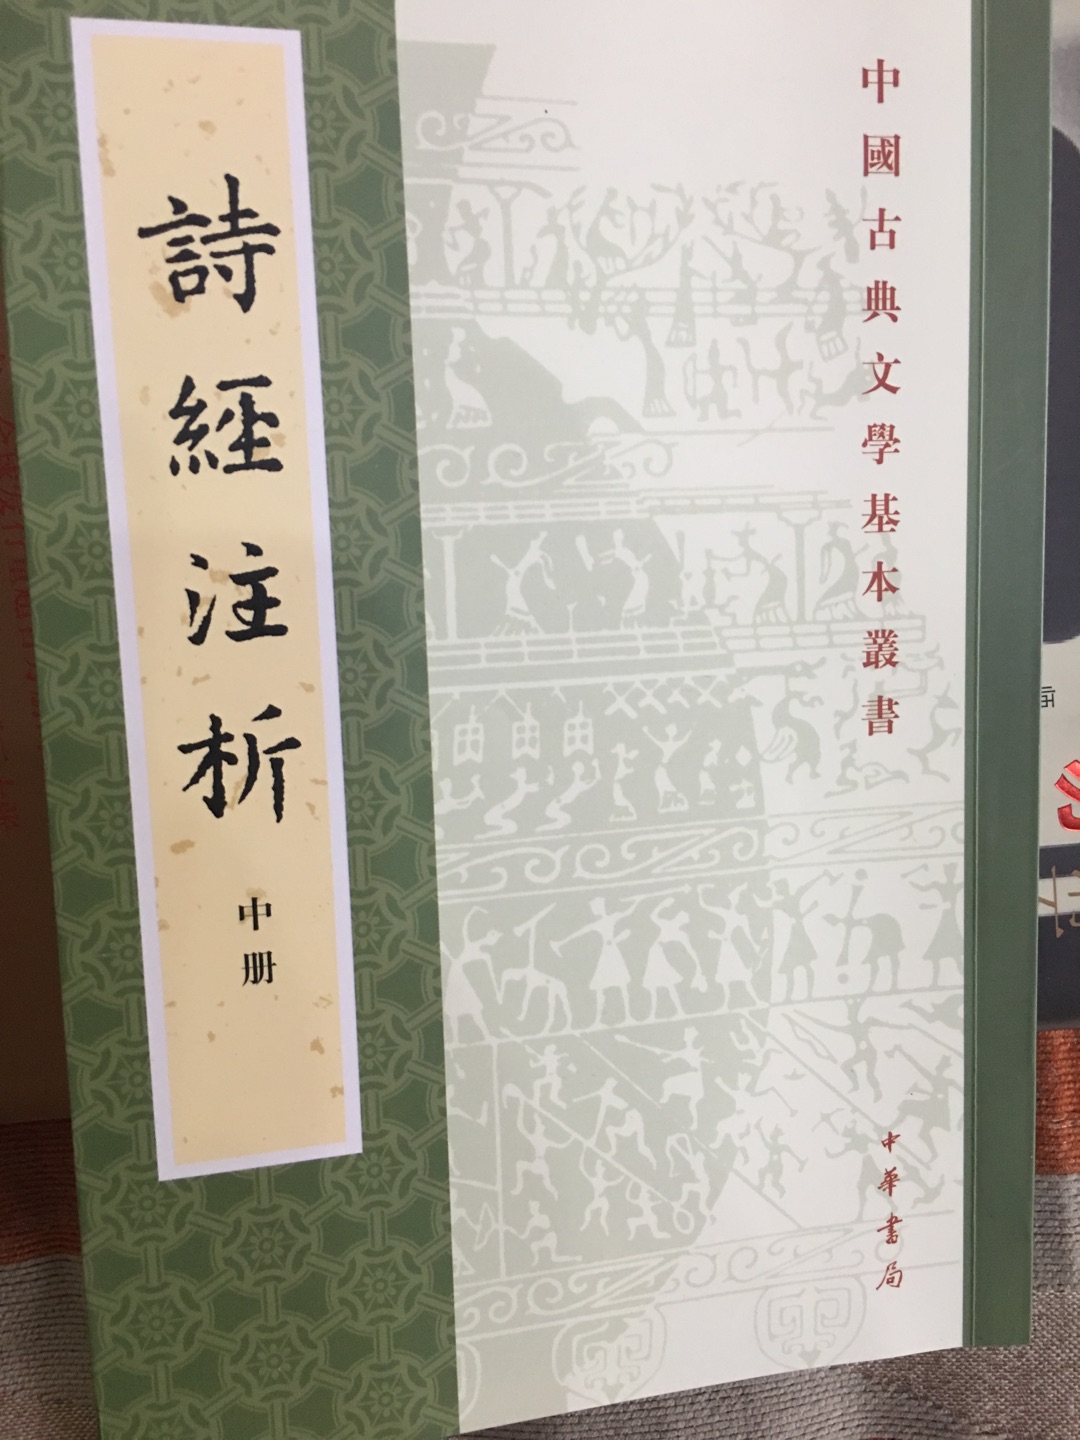 詩經注析
中册
中國古典文學基本叢書
中華書局